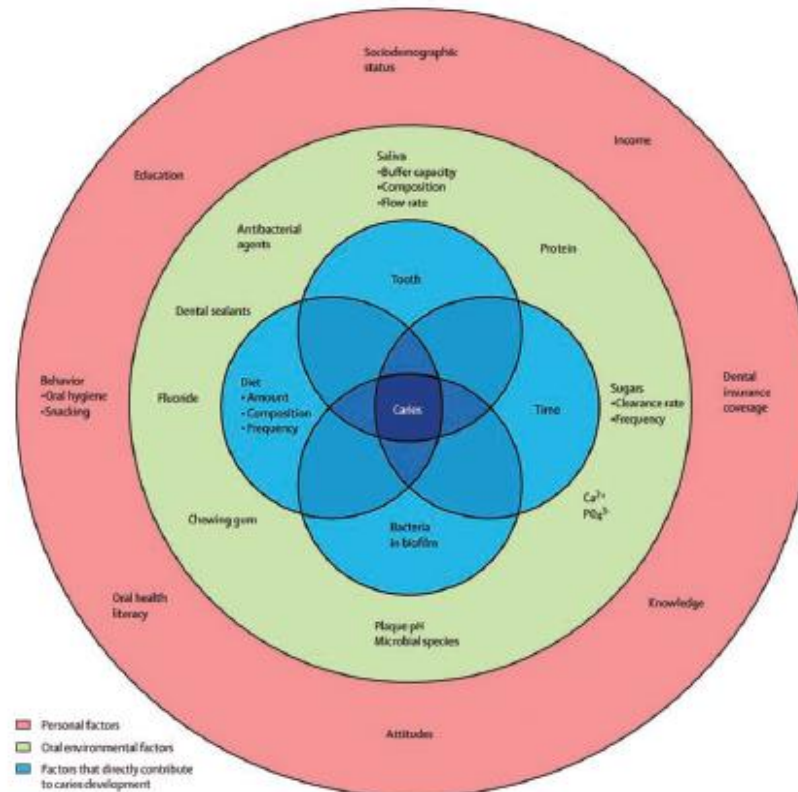 Sociodemographic
status
Income
Education
Saliva
•Buffer capacity
•Composition
•Flow rate
Antibacterial
agents
Protein
Tooth
Dental sealants
Behavior
•Oral hygiene
•Snacking
Fluoride
Diet
• Amount
• Composition
• Frequency
Caries
Time
Sugars
•Clearance rate
•Frequency
Dental
insurance
coverage
Ca²⁺
PO₄³⁻
Chewing gum
Bacteria
in biofilm
Oral health
literacy
Knowledge
Plaque pH
Microbial species
Attitudes
Personal factors
Oral environmental factors
Factors that directly contribute
to caries development